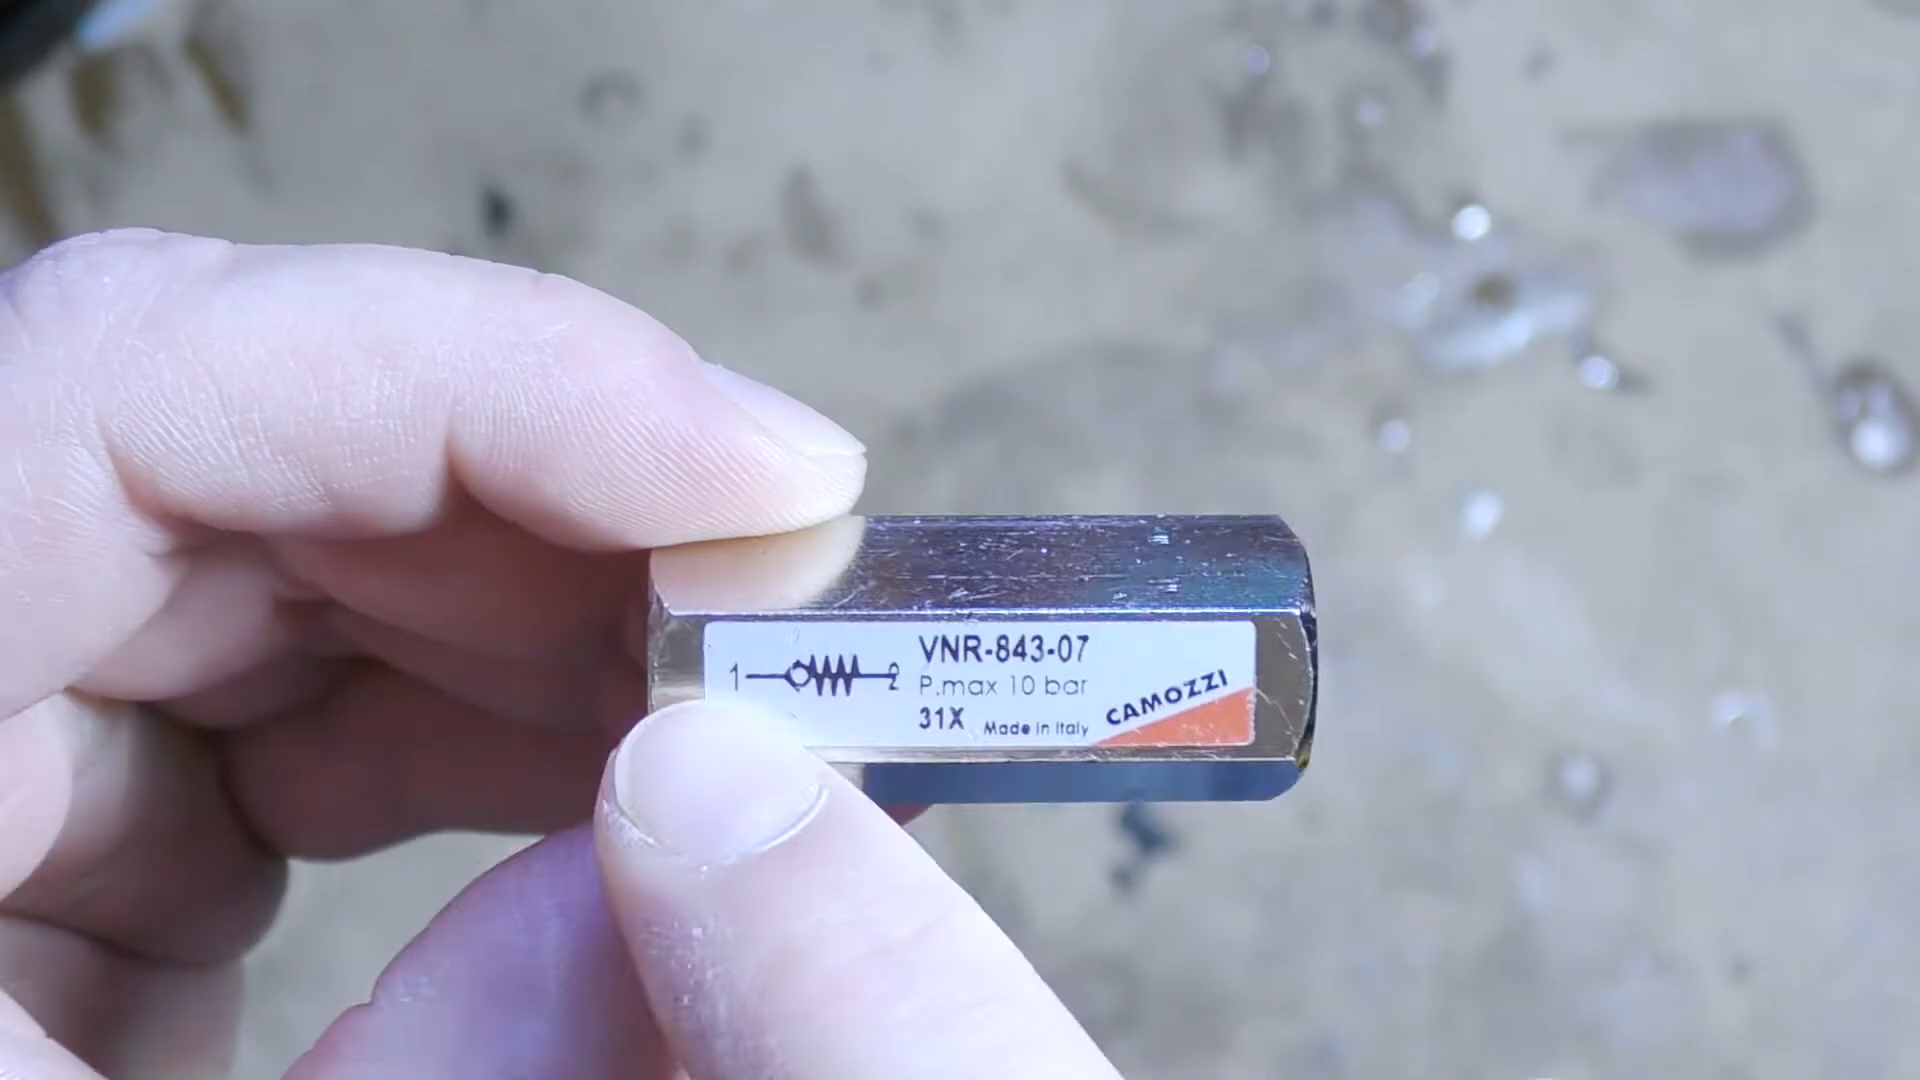 VNR-843-07
1 2
P.max 10 bar
31X Made in Italy
CAMOZZI